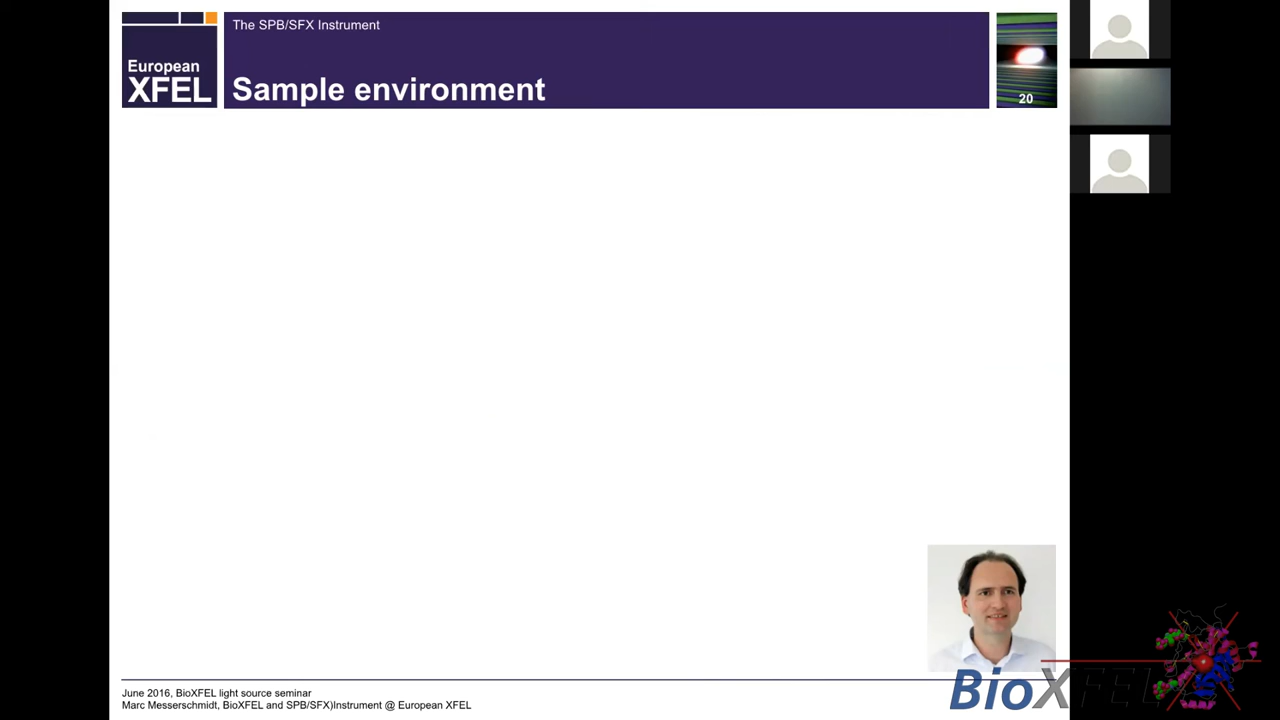 The SPB/SFX Instrument
European
XFEL
Sample environment
20
June 2016, BioXFEL light source seminar
Marc Messerschmidt, BioXFEL and SPB/SFX)Instrument @ European XFEL
BioXFEL